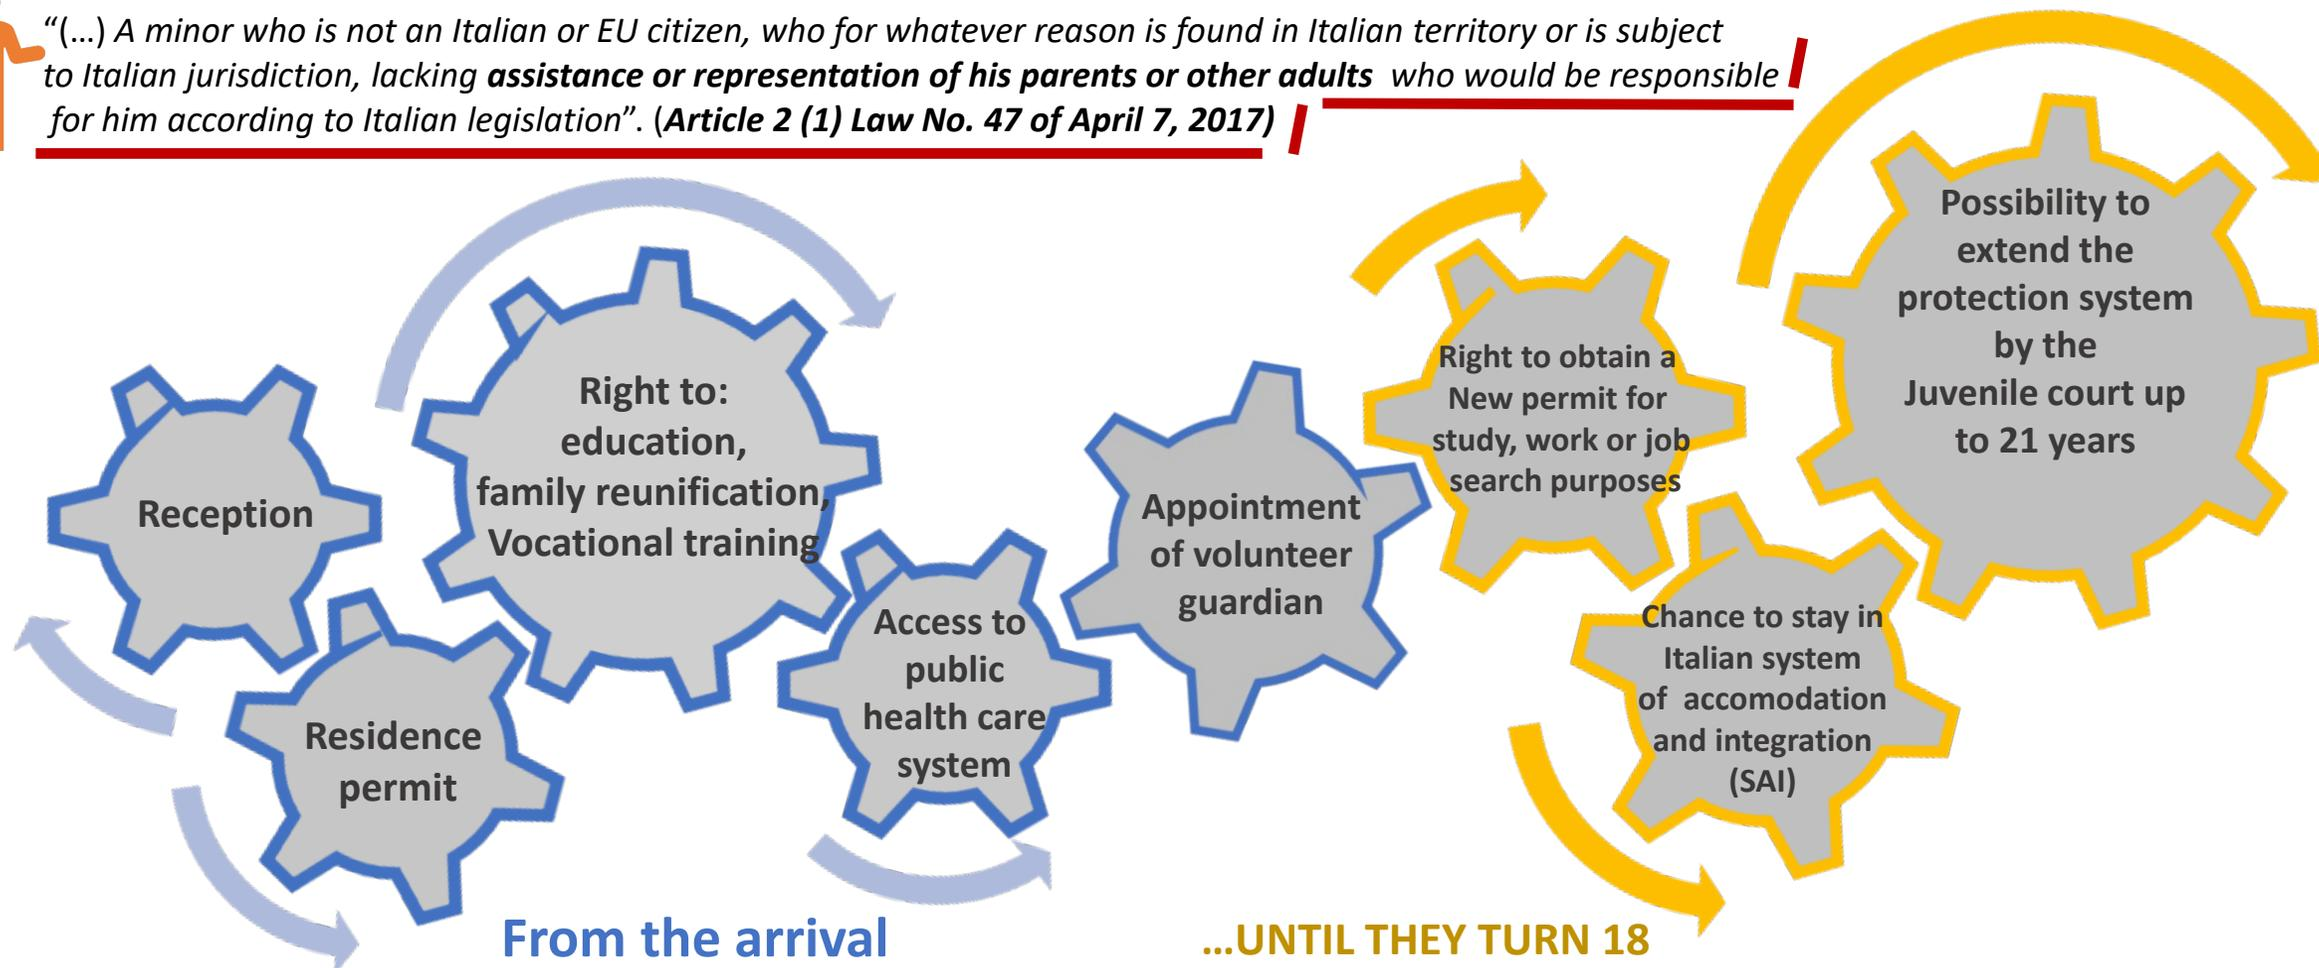 “(…) A minor who is not an Italian or EU citizen, who for whatever reason is found in Italian territory or is subject
to Italian jurisdiction, lacking assistance or representation of his parents or other adults who would be responsible
for him according to Italian legislation”. (Article 2 (1) Law No. 47 of April 7, 2017)
Reception
Residence
permit
Right to:
education,
family reunification,
Vocational training
Access to
public
health care
system
Appointment
of volunteer
guardian
Right to obtain a
New permit for
study, work or job
search purposes
Chance to stay in
Italian system
of accomodation
and integration
(SAI)
Possibility to
extend the
protection system
by the
Juvenile court up
to 21 years
From the arrival
…UNTIL THEY TURN 18